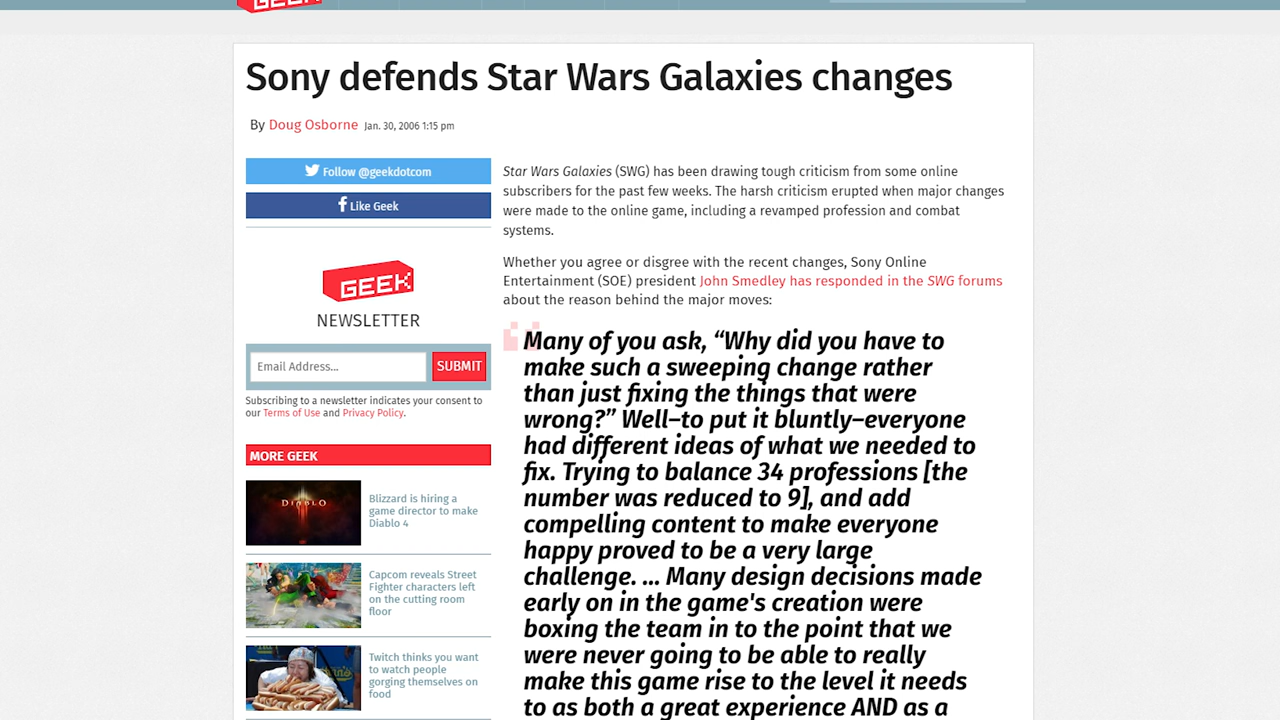 GEEK
Sony defends Star Wars Galaxies changes
By Doug Osborne Jan. 30, 2006 1:15 pm
Follow @geekdotcom
Like Geek
GEEK
NEWSLETTER
Email Address...
SUBMIT
Subscribing to a newsletter indicates your consent to
our Terms of Use and Privacy Policy.
MORE GEEK
DIABLO
Blizzard is hiring a
game director to make
Diablo 4
Capcom reveals Street
Fighter characters left
on the cutting room
floor
Twitch thinks you want
to watch people
gorging themselves on
food
Star Wars Galaxies (SWG) has been drawing tough criticism from some online
subscribers for the past few weeks. The harsh criticism erupted when major changes
were made to the online game, including a revamped profession and combat
systems.
Whether you agree or disgree with the recent changes, Sony Online
Entertainment (SOE) president John Smedley has responded in the SWG forums
about the reason behind the major moves:
Many of you ask, “Why did you have to
make such a sweeping change rather
than just fixing the things that were
wrong?” Well–to put it bluntly–everyone
had different ideas of what we needed to
fix. Trying to balance 34 professions [the
number was reduced to 9], and add
compelling content to make everyone
happy proved to be a very large
challenge. ... Many design decisions made
early on in the game's creation were
boxing the team in to the point that we
were never going to be able to really
make this game rise to the level it needs
to as both a great experience AND as a